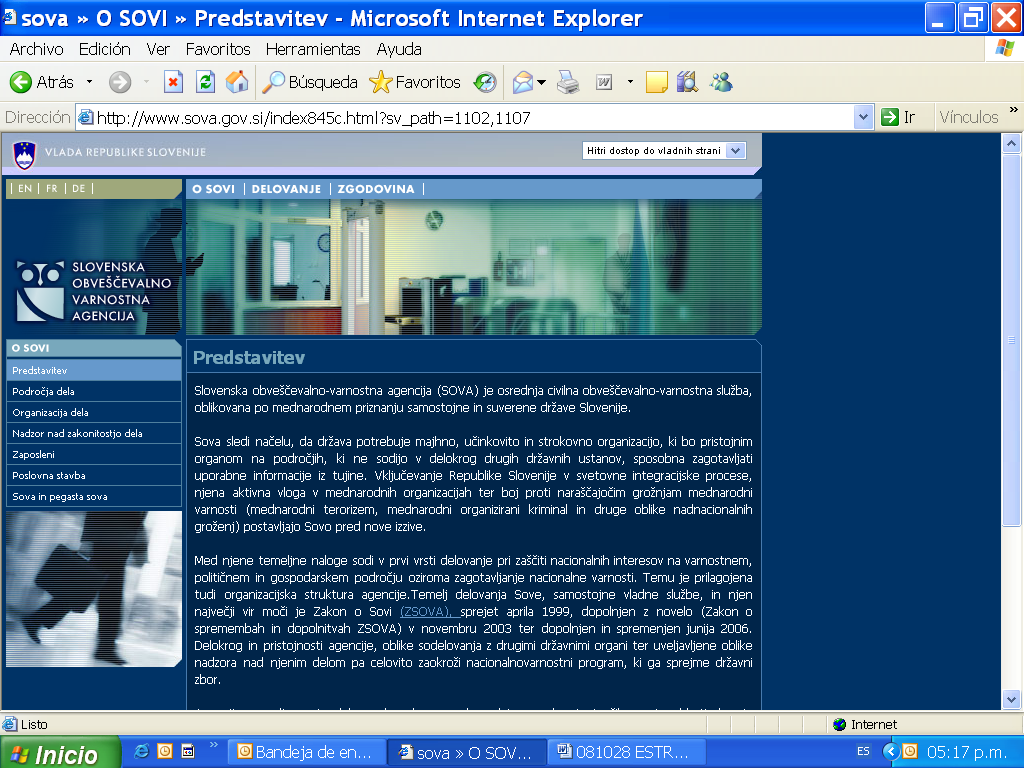 sova » O SOVI » Predstavitev - Microsoft Internet Explorer
Archivo Edición Ver Favoritos Herramientas Ayuda
Atrás Búsqueda Favoritos
Dirección http://www.sova.gov.si/index845c.html?sv_path=1102,1107 Ir Vínculos »
VLADA REPUBLIKE SLOVENIJE Hitri dostop do vladnih strani
| EN | FR | DE | O SOVI | DELOVANJE | ZGODOVINA |
SLOVENSKA
OBVEŠČEVALNO
VARNOSTNA
AGENCIJA
O SOVI
Predstavitev
Področja dela
Organizacija dela
Nadzor nad zakonitostjo dela
Zaposleni
Poslovna stavba
Sova in pegasta sova
Predstavitev
Slovenska obveščevalno-varnostna agencija (SOVA) je osrednja civilna obveščevalno-varnostna služba,
oblikovana po mednarodnem priznanju samostojne in suverene države Slovenije.
Sova sledi načelu, da država potrebuje majhno, učinkovito in strokovno organizacijo, ki bo pristojnim
organom na področjih, ki ne sodijo v delokrog drugih državnih ustanov, sposobna zagotavljati
uporabne informacije iz tujine. Vključevanje Republike Slovenije v svetovne integracijske procese,
njena aktivna vloga v mednarodnih organizacijah ter boj proti naraščajočim grožnjam mednarodni
varnosti (mednarodni terorizem, mednarodni organizirani kriminal in druge oblike nadnacionalnih
groženj) postavljajo Sovo pred nove izzive.
Med njene temeljne naloge sodi v prvi vrsti delovanje pri zaščiti nacionalnih interesov na varnostnem,
političnem in gospodarskem področju oziroma zagotavljanje nacionalne varnosti. Temu je prilagojena
tudi organizacijska struktura agencije.Temelj delovanja Sove, samostojne vladne službe, in njen
največji vir moči je Zakon o Sovi (ZSOVA), sprejet aprila 1999, dopolnjen z novelo (Zakon o
spremembah in dopolnitvah ZSOVA) v novembru 2003 ter dopolnjen in spremenjen junija 2006.
Delokrog in pristojnosti agencije, oblike sodelovanja z drugimi državnimi organi ter uveljavljene oblike
nadzora nad njenim delom pa celovito zaokroži nacionalnovarnostni program, ki ga sprejme državni
zbor.
Listo Internet
Inicio » Bandeja de en... sova » O SOV... 081028 ESTR... ES 05:17 p.m.